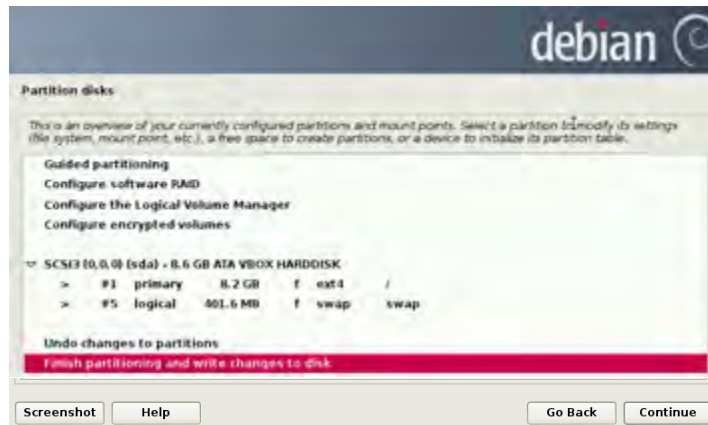 debian
Partition disks
This is an overview of your currently configured partitions and mount points. Select a partition to modify its settings
(file system, mount point, etc.), a free space to create partitions, or a device to initialize its partition table.
Guided partitioning
Configure software RAID
Configure the Logical Volume Manager
Configure encrypted volumes
SCSI3 (0,0,0) (sda) - 8.6 GB ATA VBOX HARDDISK
> #1 primary 8.2 GB f ext4 /
> #5 logical 401.6 MB f swap swap
Undo changes to partitions
Finish partitioning and write changes to disk
Screenshot Help Go Back Continue